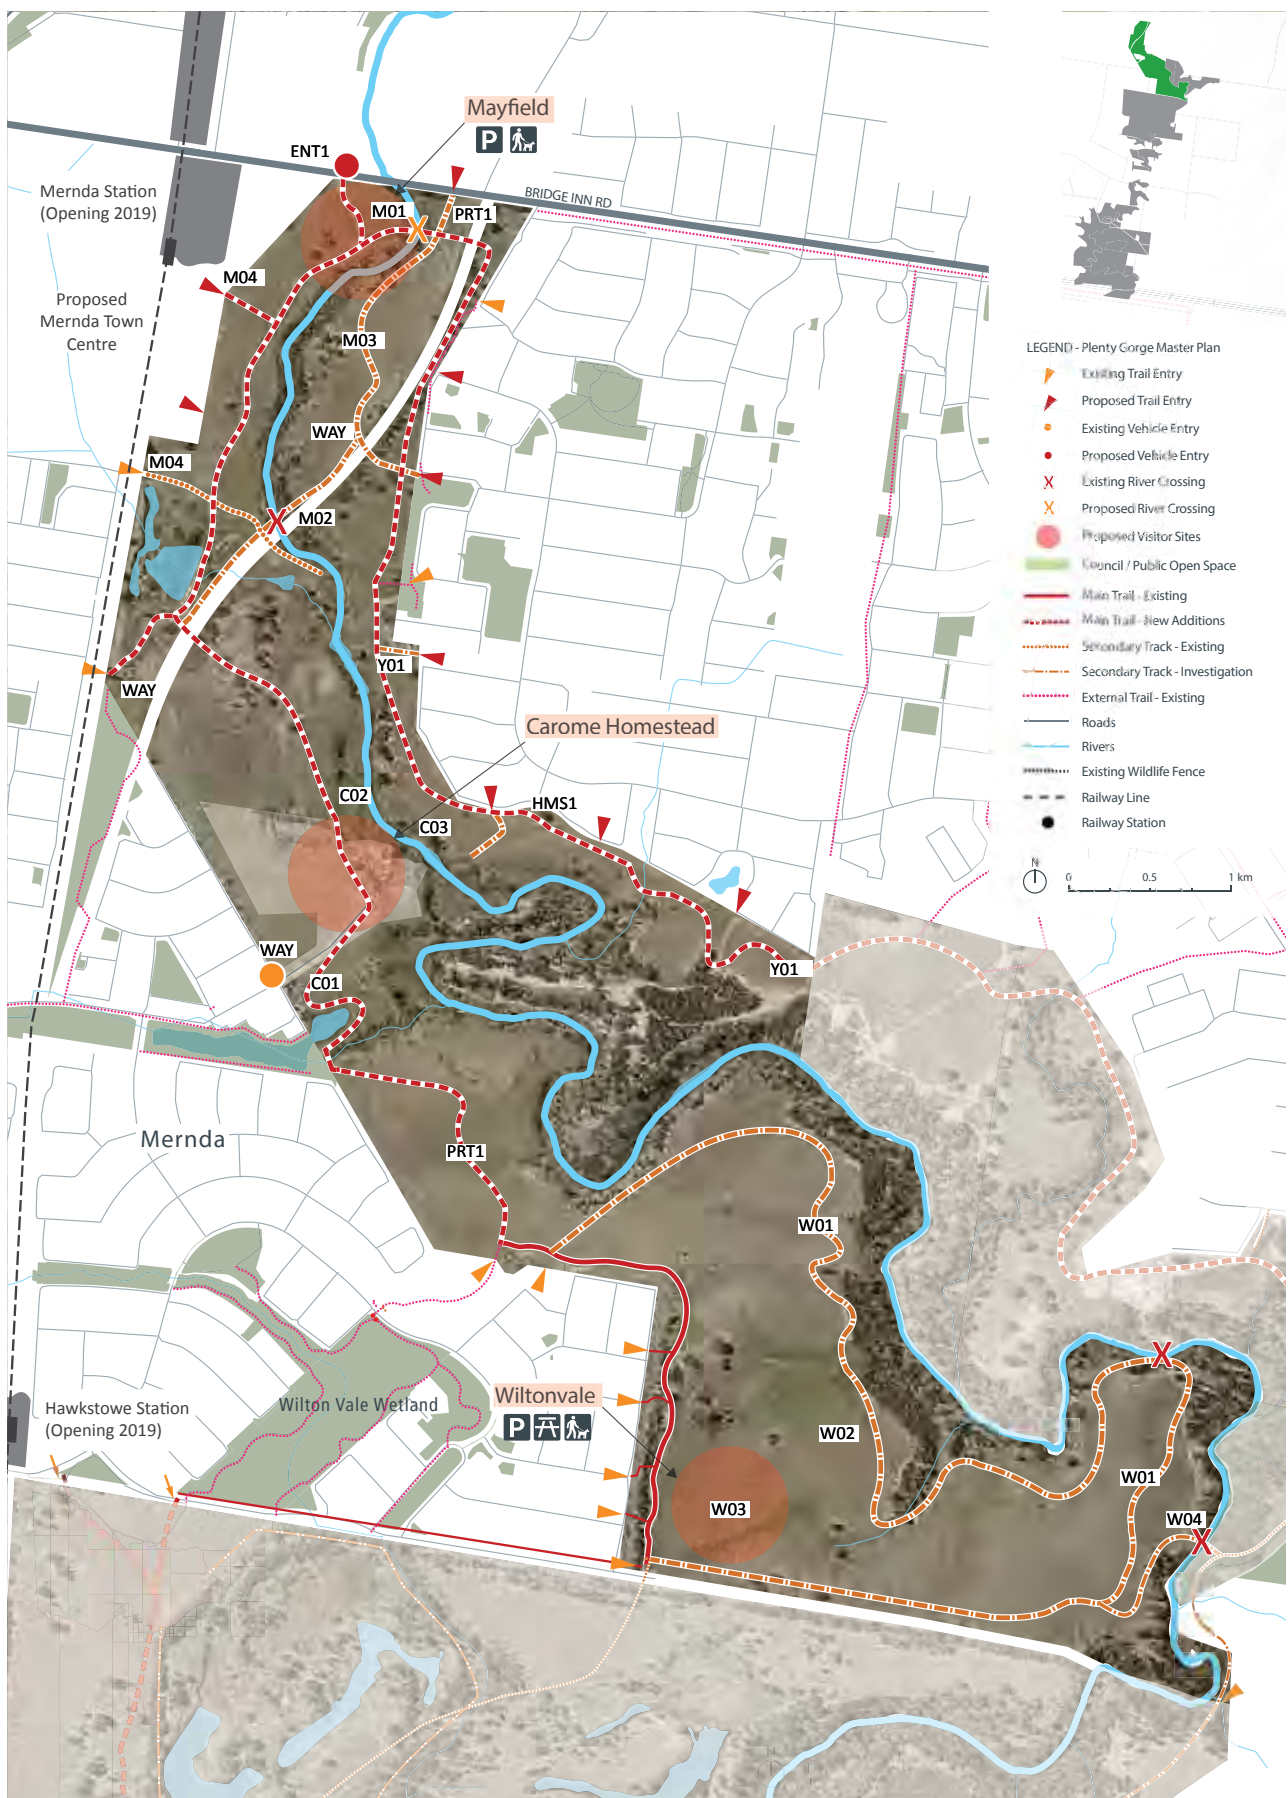 Mayfield
P
ENT1
BRIDGE INN RD
Mernda Station
(Opening 2019)
M01
PRT1
M04
Proposed
Mernda Town
Centre
M03
WAY
M04
M02
Y01
WAY
Carome Homestead
C02
C03
HMS1
WAY
C01
Y01
Mernda
PRT1
W01
Wiltonvale
P
Hawkstowe Station
(Opening 2019)
Wilton Vale Wetland
W02
W03
W01
W04
LEGEND - Plenty Gorge Master Plan
Existing Trail Entry
Proposed Trail Entry
Existing Vehicle Entry
Proposed Vehicle Entry
Existing River Crossing
Proposed River Crossing
Proposed Visitor Sites
Council / Public Open Space
Main Trail - Existing
Main Trail - New Additions
Secondary Track - Existing
Secondary Track - Investigation
External Trail - Existing
Roads
Rivers
Existing Wildlife Fence
Railway Line
Railway Station
N
0 0.5 1 km